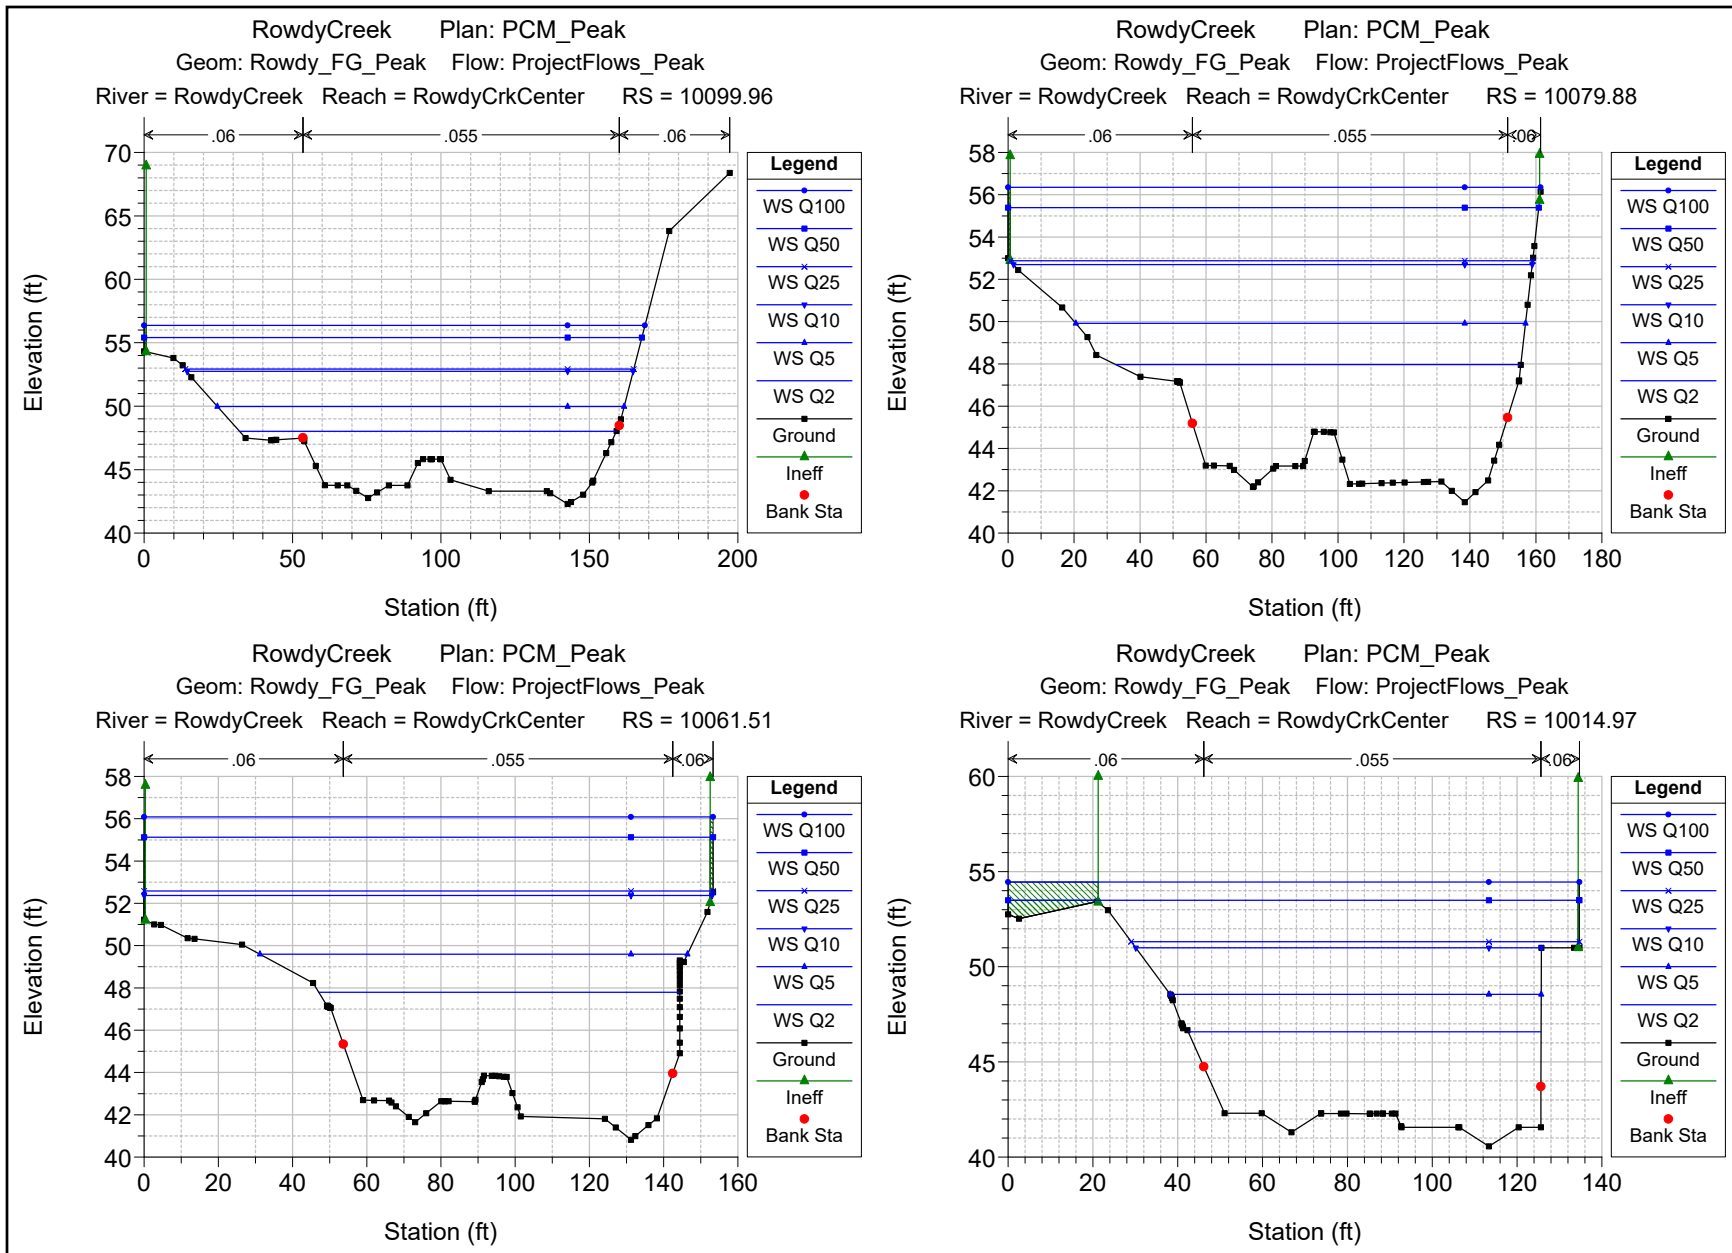 RowdyCreek Plan: PCM_Peak
Geom: Rowdy_FG_Peak Flow: ProjectFlows_Peak
River = RowdyCreek Reach = RowdyCrkCenter RS = 10099.96
.06 .055 .06
70
65
60
55
50
45
40
0 50 100 150 200
Elevation (ft)
Station (ft)
Legend
WS Q100
WS Q50
WS Q25
WS Q10
WS Q5
WS Q2
Ground
Ineff
Bank Sta
RowdyCreek Plan: PCM_Peak
Geom: Rowdy_FG_Peak Flow: ProjectFlows_Peak
River = RowdyCreek Reach = RowdyCrkCenter RS = 10079.88
.06 .055 .06
58
56
54
52
50
48
46
44
42
40
0 20 40 60 80 100 120 140 160 180
Elevation (ft)
Station (ft)
Legend
WS Q100
WS Q50
WS Q25
WS Q10
WS Q5
WS Q2
Ground
Ineff
Bank Sta
RowdyCreek Plan: PCM_Peak
Geom: Rowdy_FG_Peak Flow: ProjectFlows_Peak
River = RowdyCreek Reach = RowdyCrkCenter RS = 10061.51
.06 .055 .06
58
56
54
52
50
48
46
44
42
40
0 20 40 60 80 100 120 140 160
Elevation (ft)
Station (ft)
Legend
WS Q100
WS Q50
WS Q25
WS Q10
WS Q5
WS Q2
Ground
Ineff
Bank Sta
RowdyCreek Plan: PCM_Peak
Geom: Rowdy_FG_Peak Flow: ProjectFlows_Peak
River = RowdyCreek Reach = RowdyCrkCenter RS = 10014.97
.06 .055 .06
60
55
50
45
40
0 20 40 60 80 100 120 140
Elevation (ft)
Station (ft)
Legend
WS Q100
WS Q50
WS Q25
WS Q10
WS Q5
WS Q2
Ground
Ineff
Bank Sta